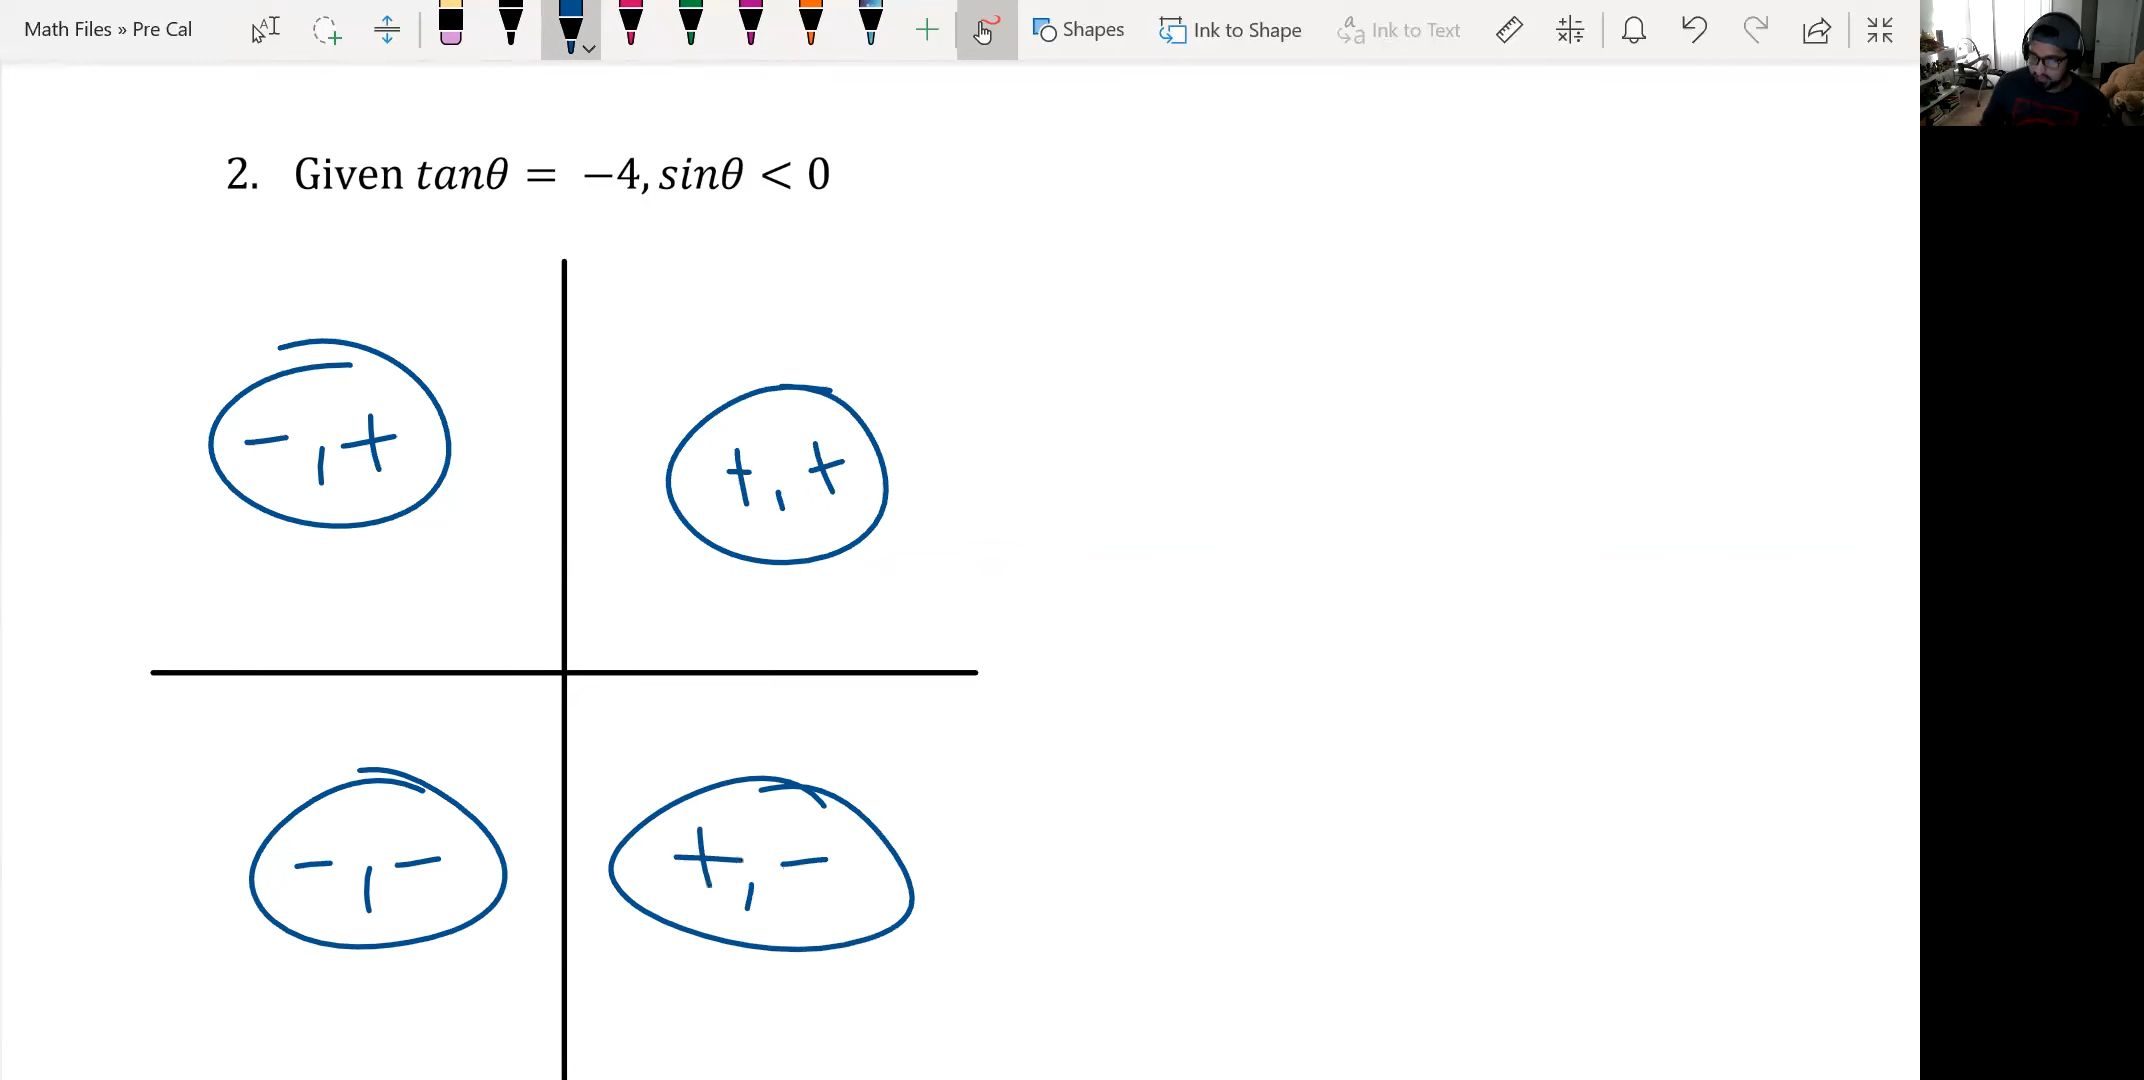 Math Files » Pre Cal
Shapes
Ink to Shape
Ink to Text
2. Given tanθ = −4, sinθ < 0
-,+
+,+
-,-
+,-